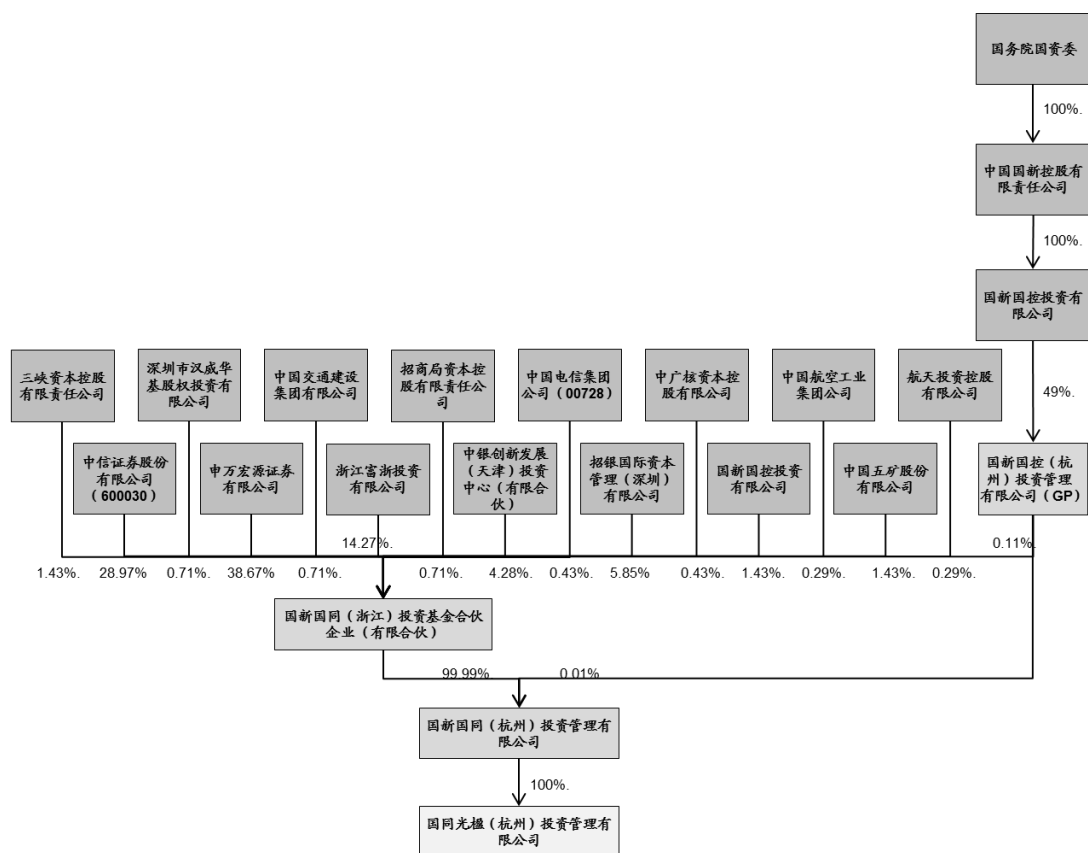 国务院国资委
100%.
中国国新控股有
限责任公司
100%.
国新国控投资有
限公司
三峡资本控股
有限责任公司
深圳市汉威华
基股权投资有
限公司
中国交通建设
集团有限公司
招商局资本控
股有限责任公
司
中国电信集团
公司（00728）
中广核资本控
股有限公司
中国航空工业
集团公司
航天投资控股
有限公司
49%.
中信证券股份
有限公司
（600030）
申万宏源证券
有限公司
浙江富浙投资
有限公司
中银创新发展
（天津）投资
中心（有限合
伙）
招银国际资本
管理（深圳）
有限公司
国新国控投资
有限公司
中国五矿股份
有限公司
国新国控（杭
州）投资管理
有限公司（GP）
14.27%.
0.11%.
1.43%. 28.97% 0.71%. 38.67% 0.71%. 0.71%. 4.28% 0.43%. 5.85% 0.43%. 1.43%. 0.29%. 1.43%. 0.29%.
国新国同（浙江）投资基金合伙
企业（有限合伙）
99.99%. 0.01%
国新国同（杭州）投资管理有
限公司
100%.
国同光楹（杭州）投资管理有
限公司